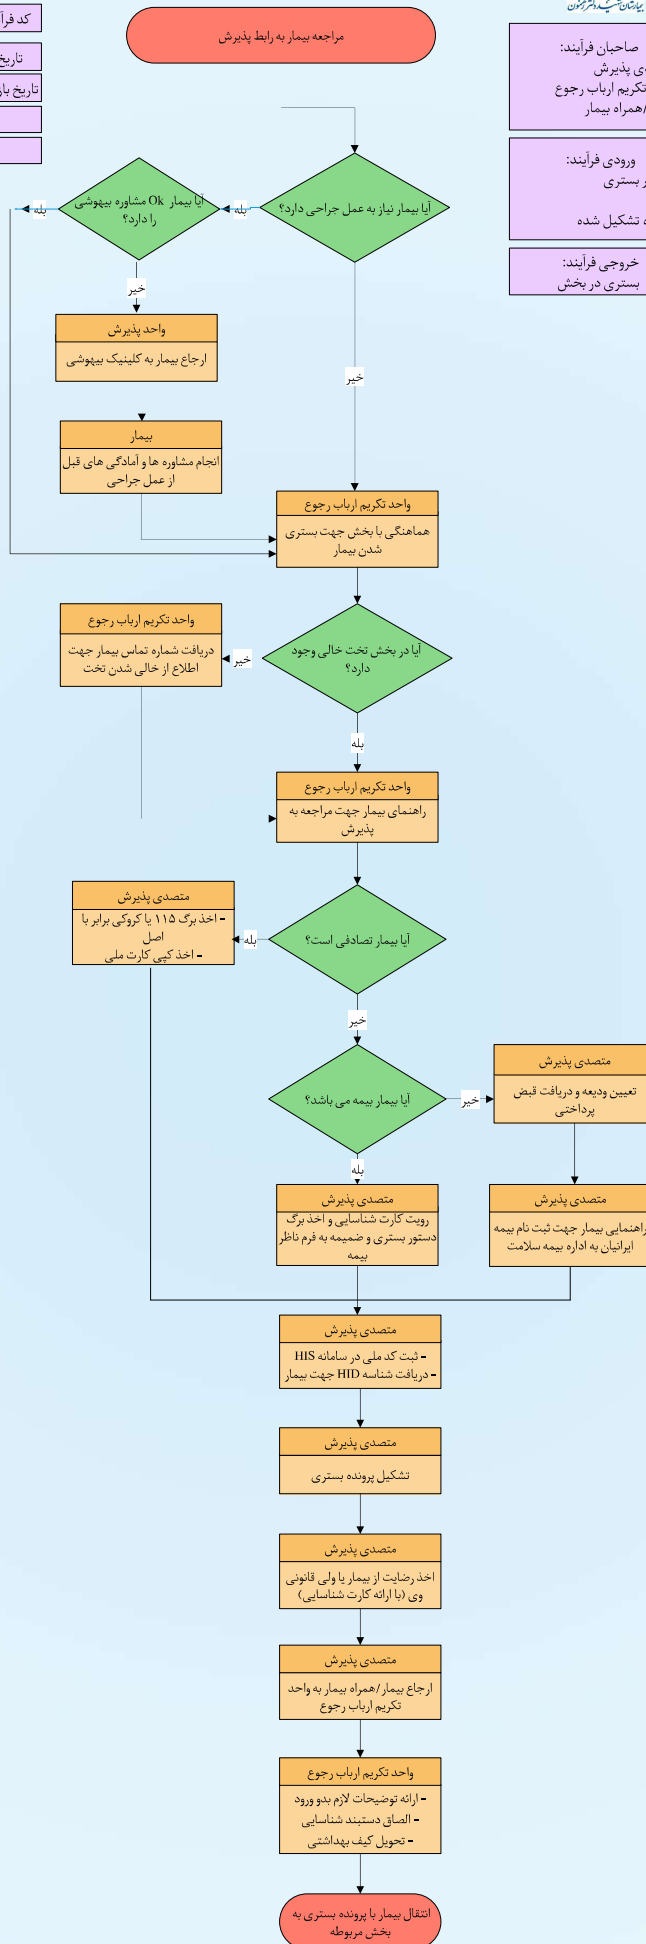 مراجعه بیمار به رابط پذیرش
کد
تاریخ
تاریخ
صاحبان فرآیند:
پذیرش
تکریم ارباب رجوع
/همراه بیمار
ورودی فرآیند:
بستری
تشکیل شده
خروجی فرآیند:
بستری در بخش
آیا بیمار نیاز به عمل جراحی دارد؟
بله
آیا بیمار Ok مشاوره بیهوشی
را دارد؟
بله
خیر
واحد پذیرش
ارجاع بیمار به کلینیک بیهوشی
خیر
بیمار
انجام مشاوره ها و آمادگی های قبل
از عمل جراحی
واحد تکریم ارباب رجوع
هماهنگی با بخش جهت بستری
شدن بیمار
آیا در بخش تخت خالی وجود
دارد؟
خیر
واحد تکریم ارباب رجوع
دریافت شماره تماس بیمار جهت
اطلاع از خالی شدن تخت
بله
واحد تکریم ارباب رجوع
راهنمای بیمار جهت مراجعه به
پذیرش
آیا بیمار تصادفی است؟
بله
متصدی پذیرش
- اخذ برگ ۱۱۵ یا کروکی برابر با
اصل
- اخذ کپی کارت ملی
خیر
آیا بیمار بیمه می باشد؟
خیر
متصدی پذیرش
تعیین ودیعه و دریافت قبض
پرداختی
بله
متصدی پذیرش
رویت کارت شناسایی و اخذ برگ
دستور بستری و ضمیمه به فرم ناظر
بیمه
متصدی پذیرش
راهنمایی بیمار جهت ثبت نام بیمه
ایرانیان به اداره بیمه سلامت
متصدی پذیرش
- ثبت کد ملی در سامانه HIS
- دریافت شناسه HID جهت بیمار
متصدی پذیرش
تشکیل پرونده بستری
متصدی پذیرش
اخذ رضایت از بیمار یا ولی قانونی
وی (با ارائه کارت شناسایی)
متصدی پذیرش
ارجاع بیمار /همراه بیمار به واحد
تکریم ارباب رجوع
واحد تکریم ارباب رجوع
- ارائه توضیحات لازم بدو ورود
- الصاق دستبند شناسایی
- تحویل کیف بهداشتی
انتقال بیمار با پرونده بستری به
بخش مربوطه